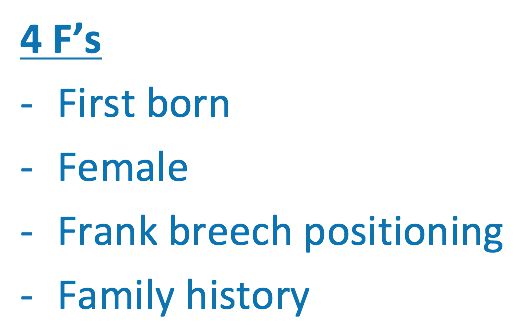 4 F’s
- First born
- Female
- Frank breech positioning
- Family history